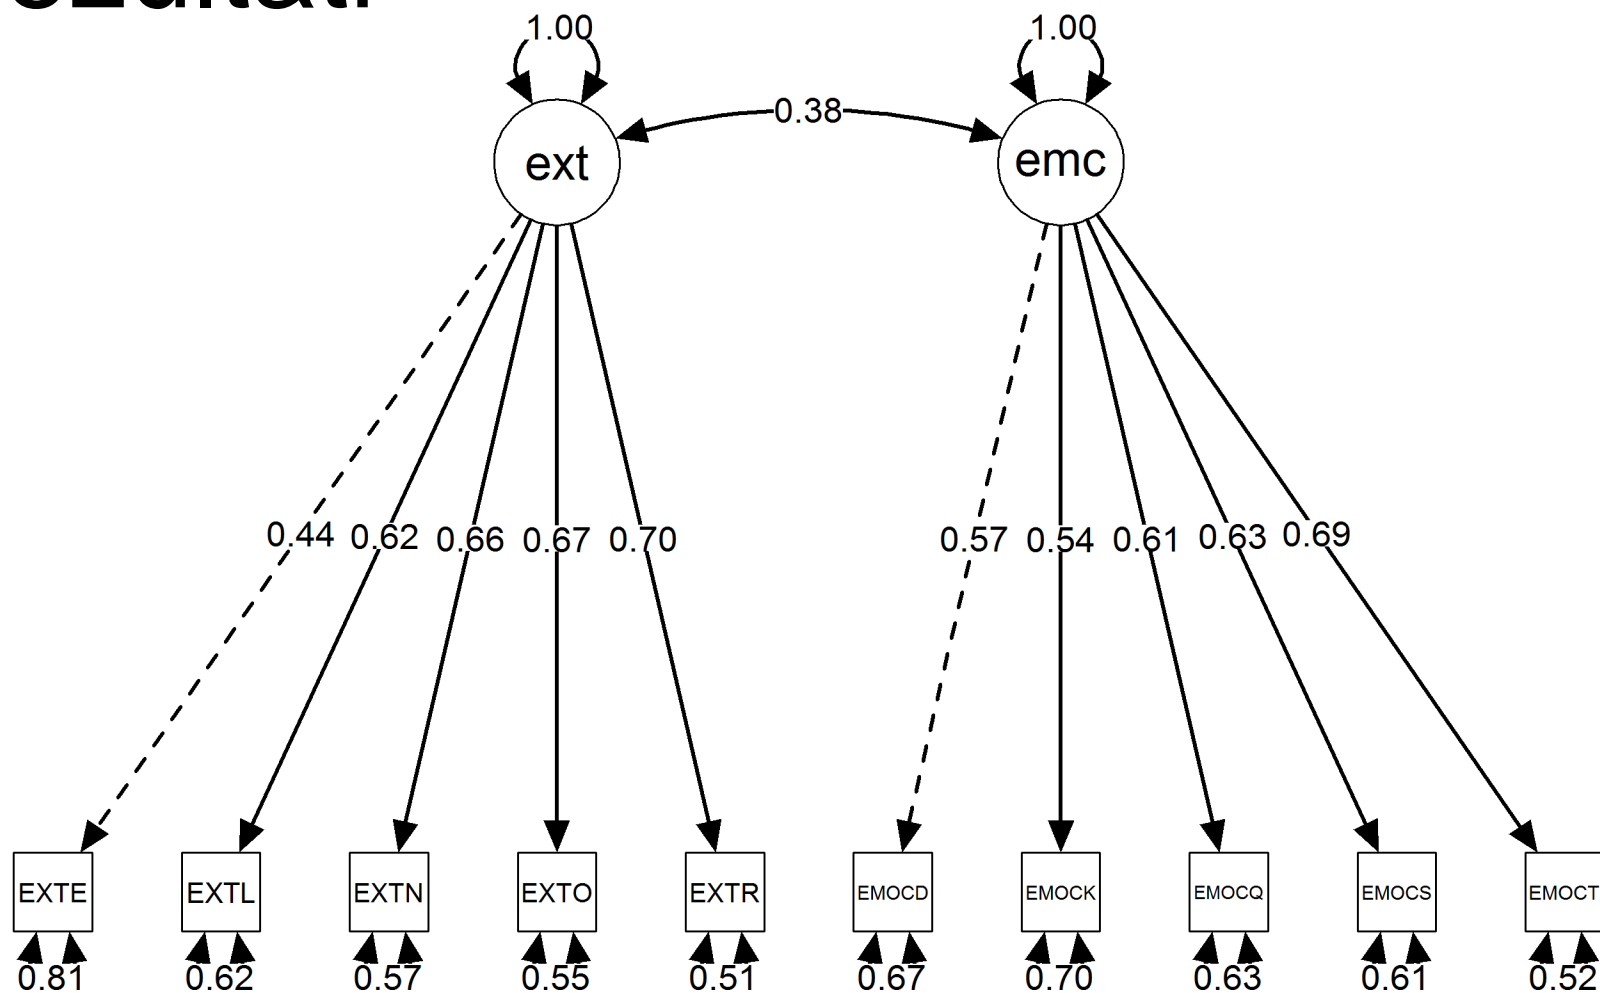 1.00 1.00
0.38
ext emc
0.44 0.62 0.66 0.67 0.70 0.57 0.54 0.61 0.63 0.69
EXTE EXTL EXTN EXTO EXTR EMOCD EMOCK EMOCQ EMOCS EMOCT
0.81 0.62 0.57 0.55 0.51 0.67 0.70 0.63 0.61 0.52